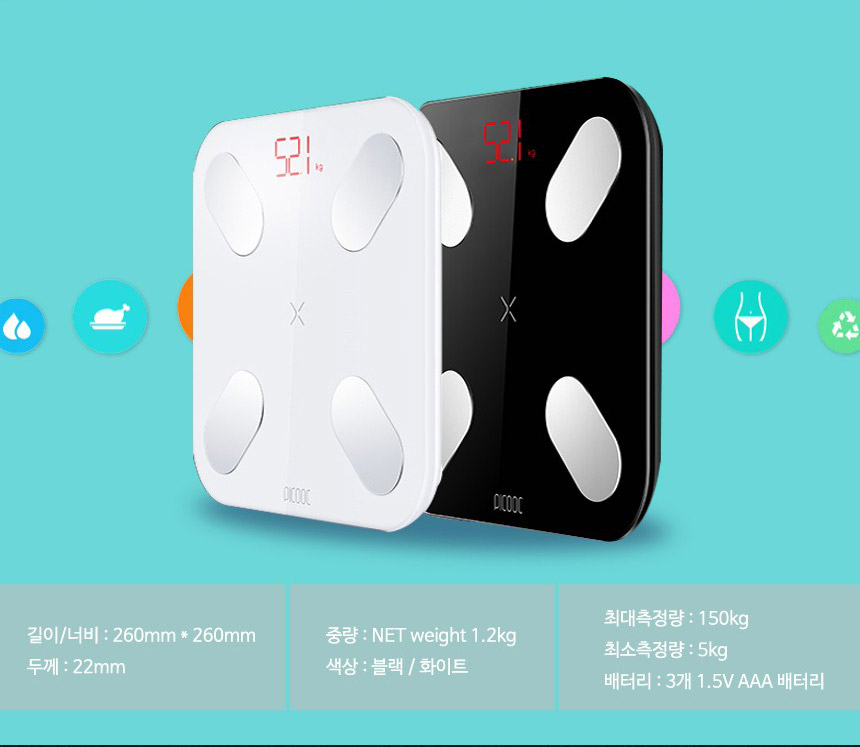 52.1 kg
52.1 kg
PICOOC
PICOOC
길이/너비 : 260mm * 260mm
두께 : 22mm
중량 : NET weight 1.2kg
색상 : 블랙 / 화이트
최대측정량 : 150kg
최소측정량 : 5kg
배터리 : 3개 1.5V AAA 배터리